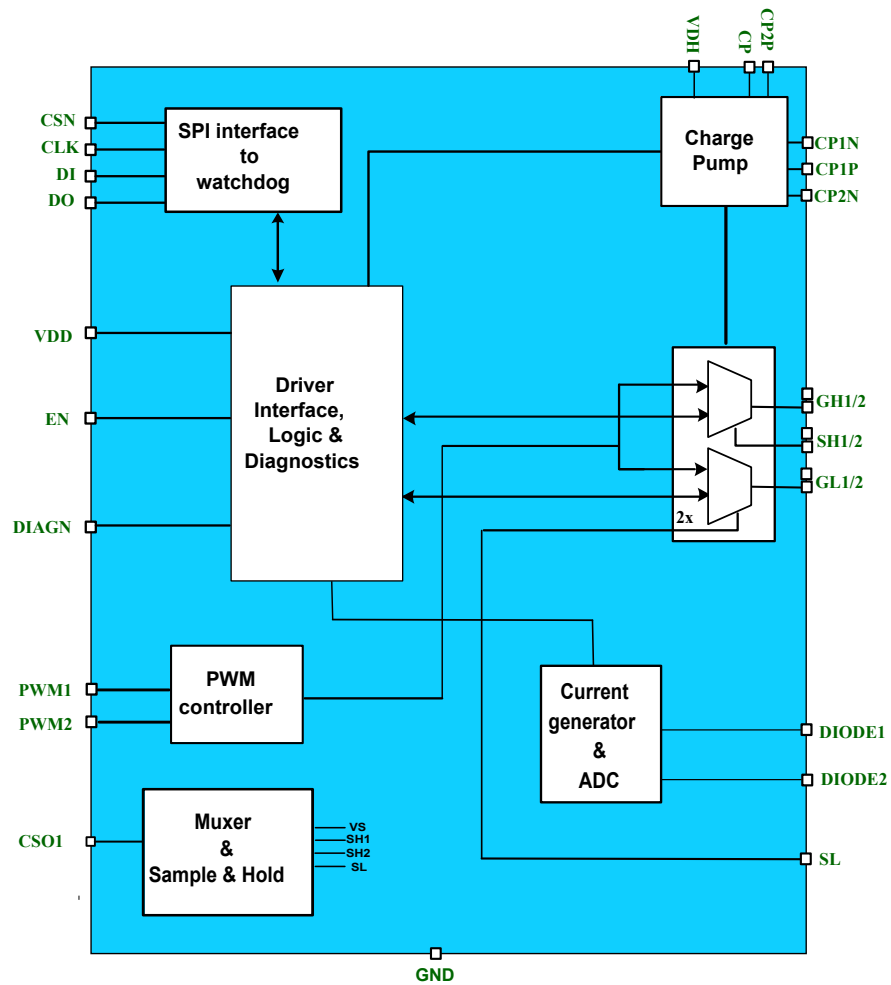 VDH
CP
CP2P
CSN
CLK
DI
DO
SPI interface
to
watchdog
Charge
Pump
CP1N
CP1P
CP2N
VDD
EN
DIAGN
Driver
Interface,
Logic &
Diagnostics
GH1/2
SH1/2
GL1/2
2x
PWM1
PWM2
PWM
controller
Current
generator
&
ADC
DIODE1
DIODE2
CSO1
Muxer
&
Sample & Hold
VS
SH1
SH2
SL
SL
GND